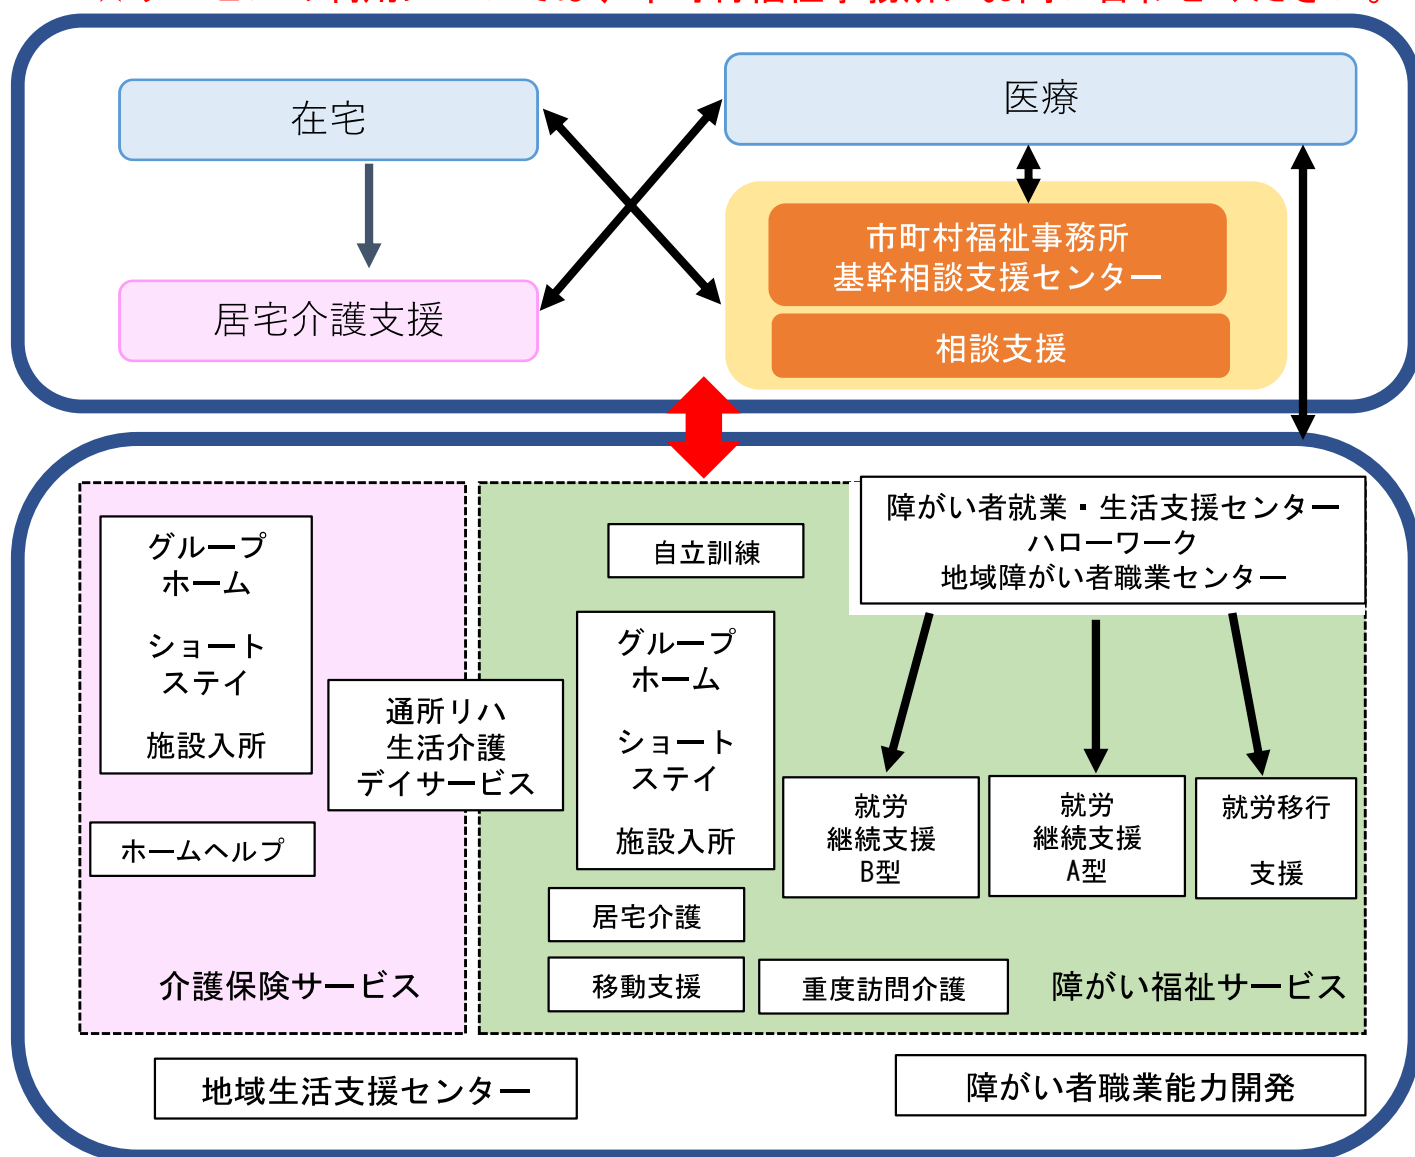 在宅
医療
市町村福祉事務所
基幹相談支援センター
居宅介護支援
相談支援
グループ
ホーム
ショート
ステイ
施設入所
通所リハ
生活介護
デイサービス
ホームヘルプ
介護保険サービス
自立訓練
グループ
ホーム
ショート
ステイ
施設入所
障がい者就業・生活支援センター
ハローワーク
地域障がい者職業センター
就労
継続支援
B型
就労
継続支援
A型
就労移行
支援
居宅介護
移動支援
重度訪問介護
障がい福祉サービス
地域生活支援センター
障がい者職業能力開発